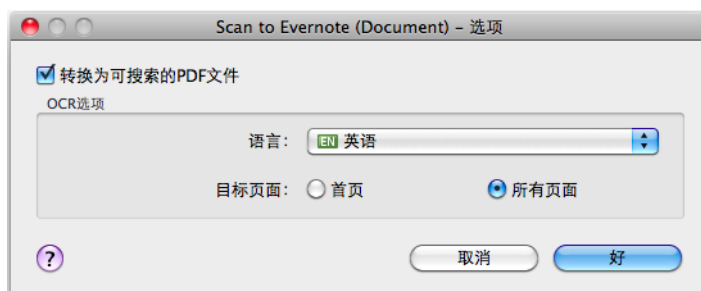 Scan to Evernote (Document) – 选项
转换为可搜索的PDF文件
OCR选项
语言: EN 英语
目标页面: 首页 所有页面
? 取消 好